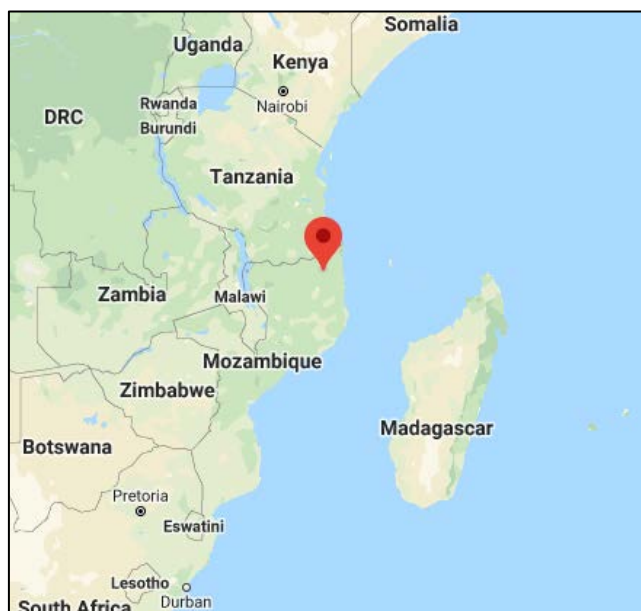 Somalia
Uganda
Kenya
Rwanda
Nairobi
DRC
Burundi
Tanzania
Zambia
Malawi
Mozambique
Zimbabwe
Madagascar
Botswana
Pretoria
Eswatini
Lesotho
South Africa
Durban